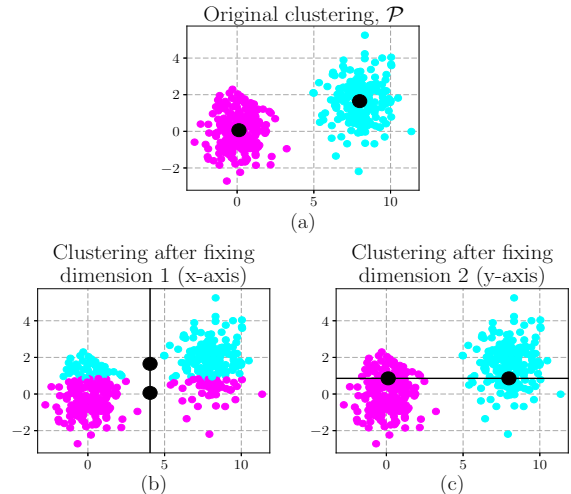 Original clustering, 𝒫
4
2
0
−2
0 5 10
(a)
Clustering after fixing
dimension 1 (x-axis)
4
2
0
−2
0 5 10
(b)
Clustering after fixing
dimension 2 (y-axis)
4
2
0
−2
0 5 10
(c)